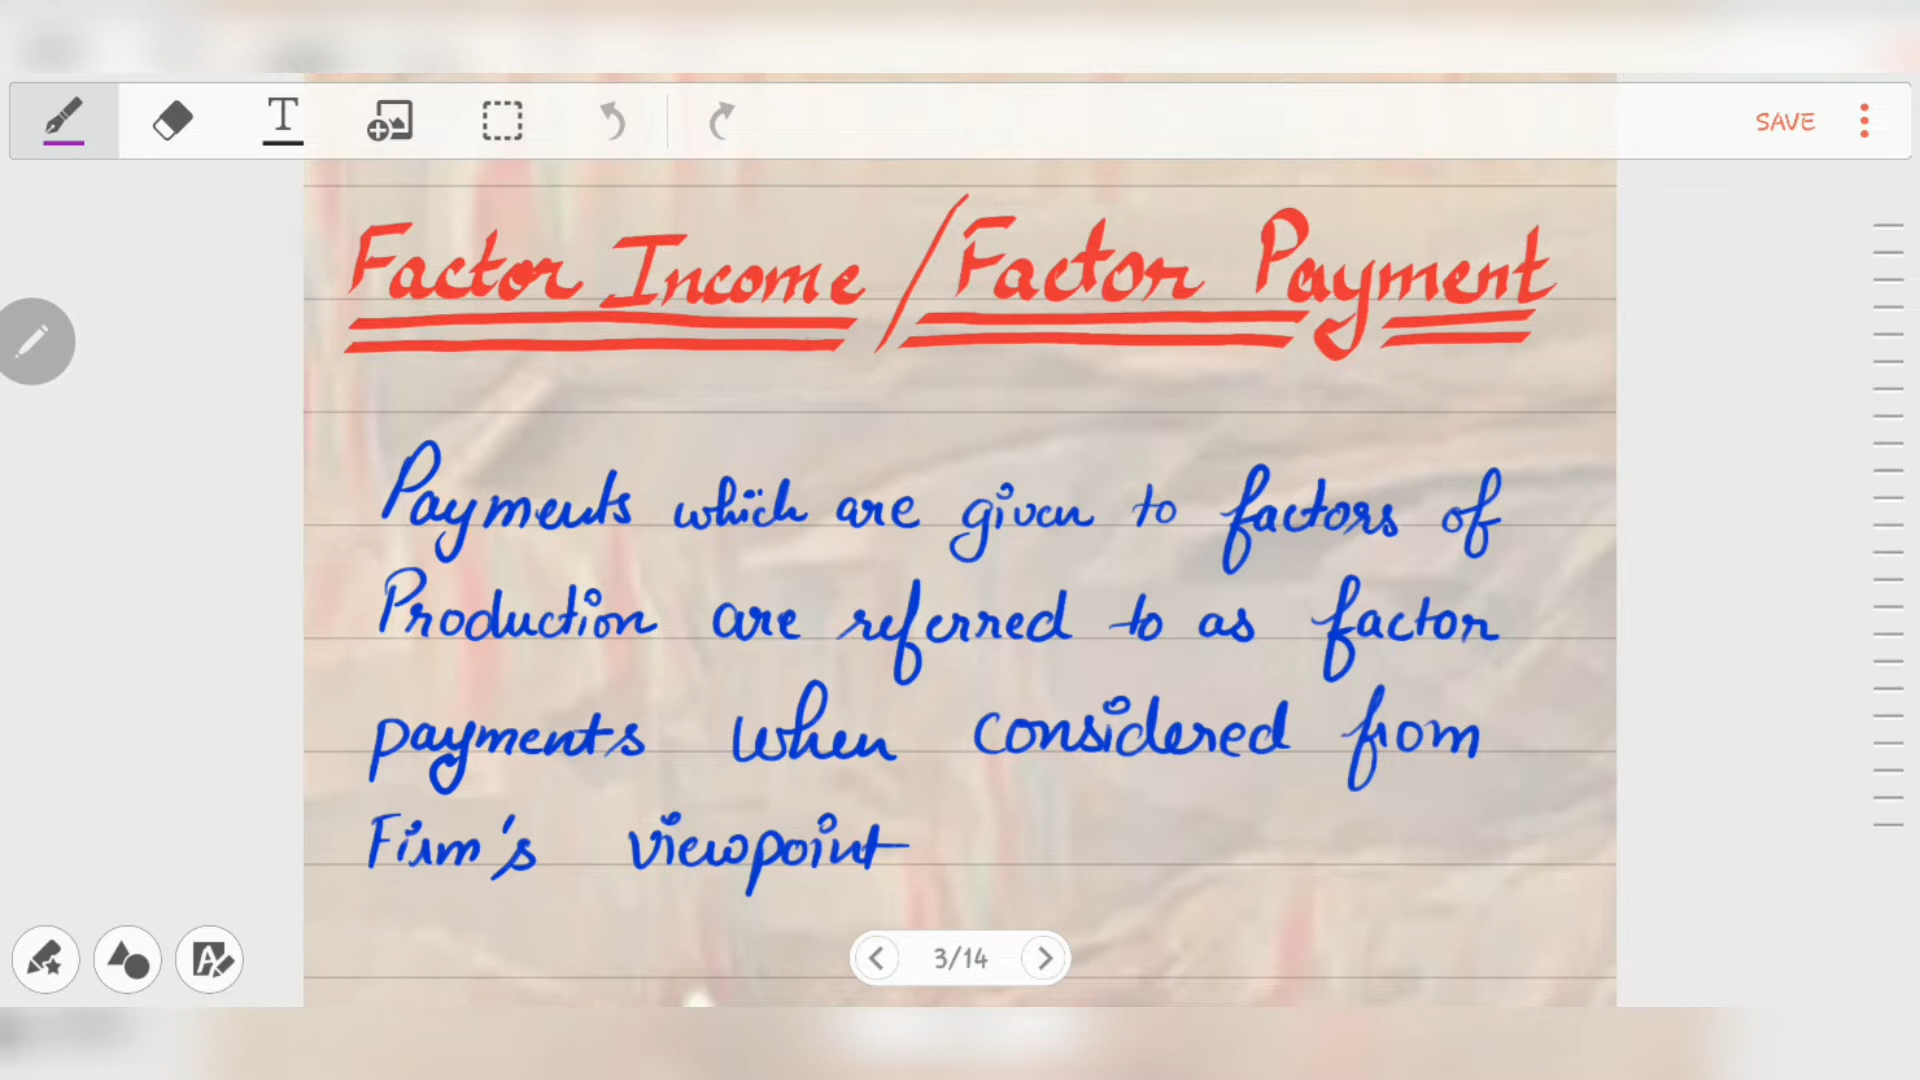 T
SAVE
Factor Income / Factor Payment
Payments which are given to factors of
Production are referred to as factor
payments when considered from
Firm's viewpoint
3/14